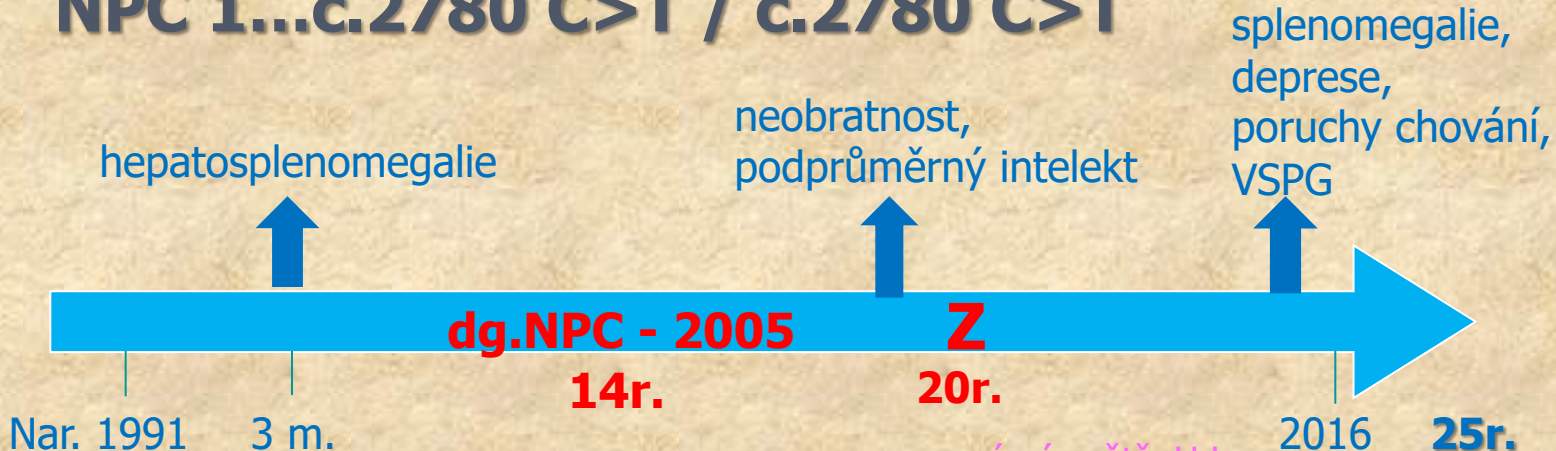 NPC 1…c.2780 C>T / c.2780 C>T
splenomegalie,
deprese,
poruchy chování,
VSPG
neobratnost,
podprůměrný intelekt
hepatosplenomegalie
dg.NPC - 2005
Z
14r.
20r.
Nar. 1991
3 m.
2016
25r.